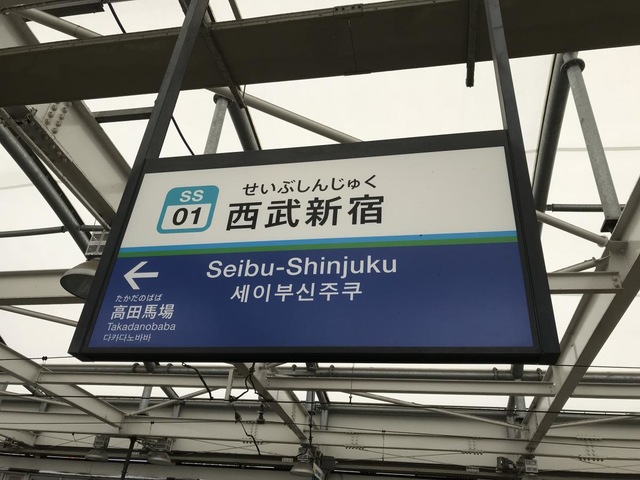 SS
01
せいぶしんじゅく
西武新宿
Seibu-Shinjuku
세이부신주쿠
←
たかだのばば
高田馬場
Takadanobaba
다카다노바바